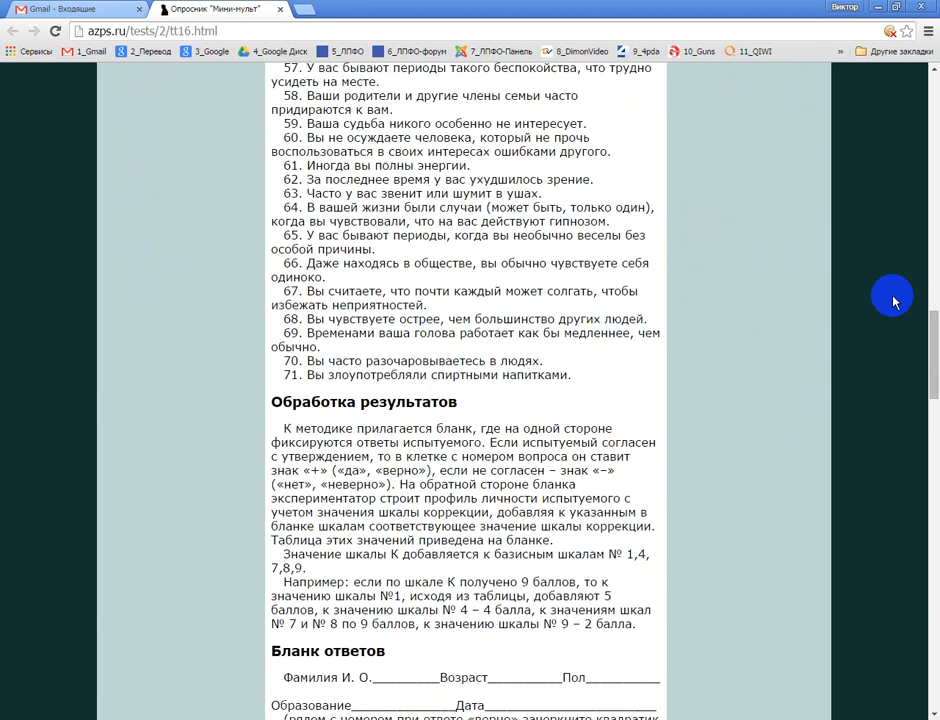 Gmail - Входящие
Опросник "Мини-мульт"
Виктор
azps.ru/tests/2/tt16.html
Сервисы 1_Gmail 2_Перевод 3_Google 4_Google Диск 5_ЛПФО 6_ЛПФО-форум 7_ЛПФО-Панель 8_DimonVideo 9_4pda 10_Guns 11_QIWI » Другие закладки
57. У вас бывают периоды такого беспокойства, что трудно
усидеть на месте.
58. Ваши родители и другие члены семьи часто
придираются к вам.
59. Ваша судьба никого особенно не интересует.
60. Вы не осуждаете человека, который не прочь
воспользоваться в своих интересах ошибками другого.
61. Иногда вы полны энергии.
62. За последнее время у вас ухудшилось зрение.
63. Часто у вас звенит или шумит в ушах.
64. В вашей жизни были случаи (может быть, только один),
когда вы чувствовали, что на вас действуют гипнозом.
65. У вас бывают периоды, когда вы необычно веселы без
особой причины.
66. Даже находясь в обществе, вы обычно чувствуете себя
одиноко.
67. Вы считаете, что почти каждый может солгать, чтобы
избежать неприятностей.
68. Вы чувствуете острее, чем большинство других людей.
69. Временами ваша голова работает как бы медленнее, чем
обычно.
70. Вы часто разочаровываетесь в людях.
71. Вы злоупотребляли спиртными напитками.
Обработка результатов
К методике прилагается бланк, где на одной стороне
фиксируются ответы испытуемого. Если испытуемый согласен
с утверждением, то в клетке с номером вопроса он ставит
знак «+» («да», «верно»), если не согласен – знак «–»
(«нет», «неверно»). На обратной стороне бланка
экспериментатор строит профиль личности испытуемого с
учетом значения шкалы коррекции, добавляя к указанным в
бланке шкалам соответствующее значение шкалы коррекции.
Таблица этих значений приведена на бланке.
Значение шкалы К добавляется к базисным шкалам № 1,4,
7,8,9.
Например: если по шкале К получено 9 баллов, то к
значению шкалы №1, исходя из таблицы, добавляют 5
баллов, к значению шкалы № 4 – 4 балла, к значениям шкал
№ 7 и № 8 по 9 баллов, к значению шкалы № 9 – 2 балла.
Бланк ответов
Фамилия И. О.________Возраст________Пол________
Образование____________Дата____________________
(рядом с номером при ответе «верно» зачеркните квадратик